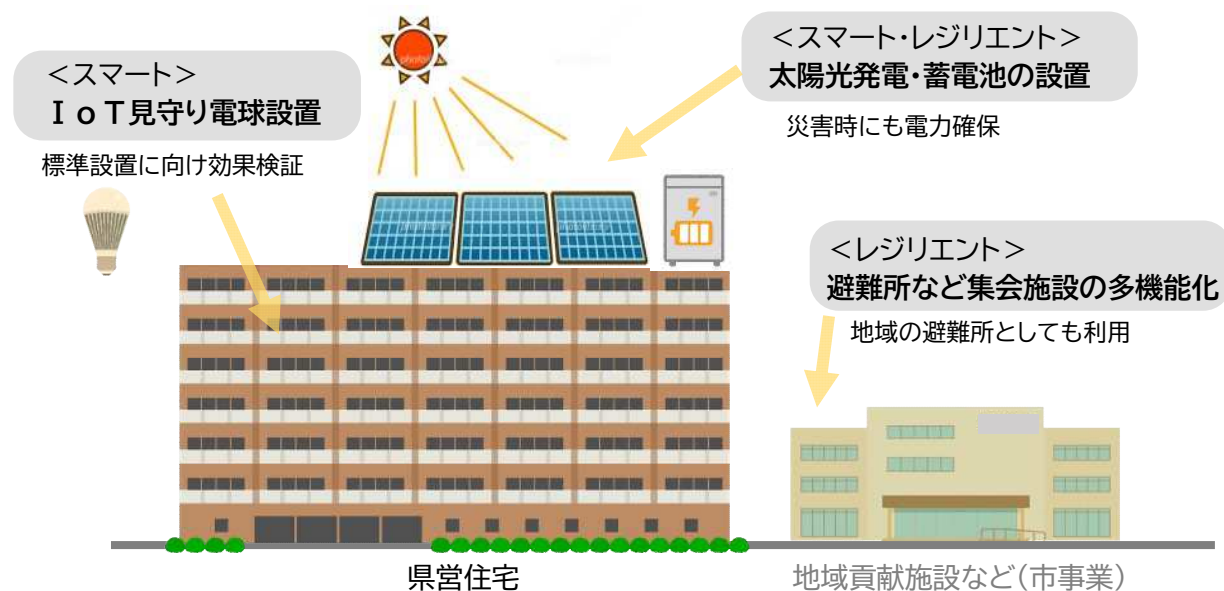 ＜スマート＞
ＩｏＴ見守り電球設置
標準設置に向け効果検証
＜スマート・レジリエント＞
太陽光発電・蓄電池の設置
災害時にも電力確保
＜レジリエント＞
避難所など集会施設の多機能化
地域の避難所としても利用
県営住宅
地域貢献施設など(市事業)